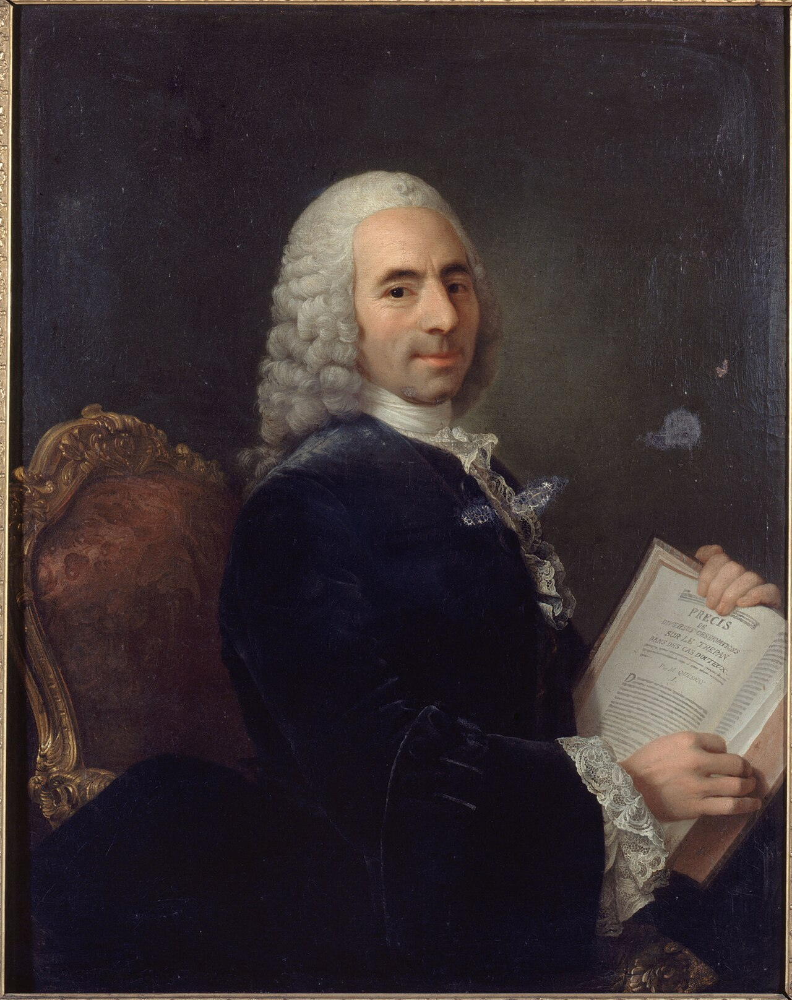 PRECIS
DE
DIVERSES OBSERVATIONS
SUR LE TREPAN
DANS DES CAS DOUTEUX.
Par M. QUESNAY
I.
D